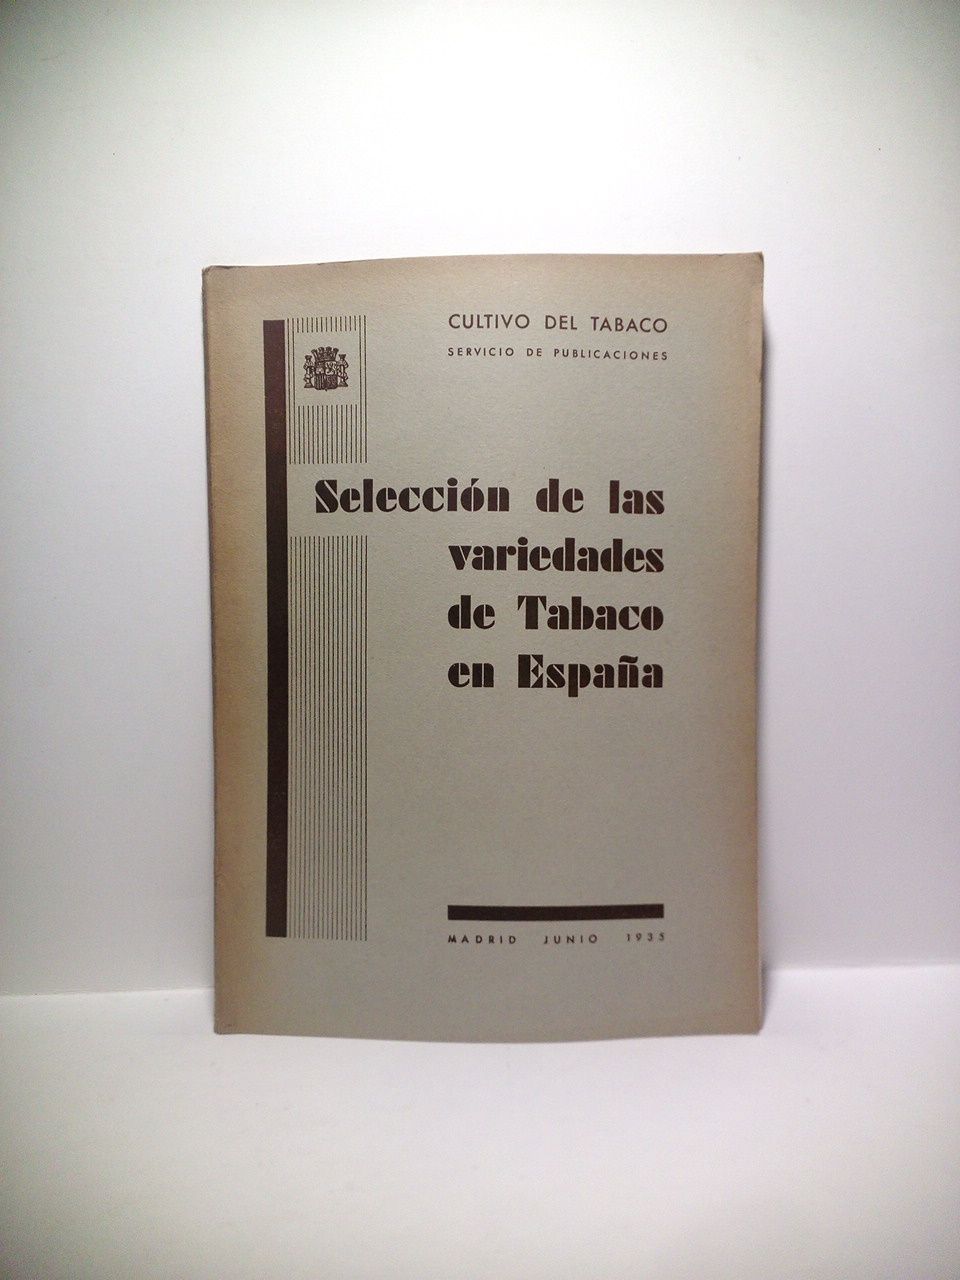 CULTIVO DEL TABACO
SERVICIO DE PUBLICACIONES
Selección de las
variedades
de Tabaco
en España
MADRID JUNIO 1935